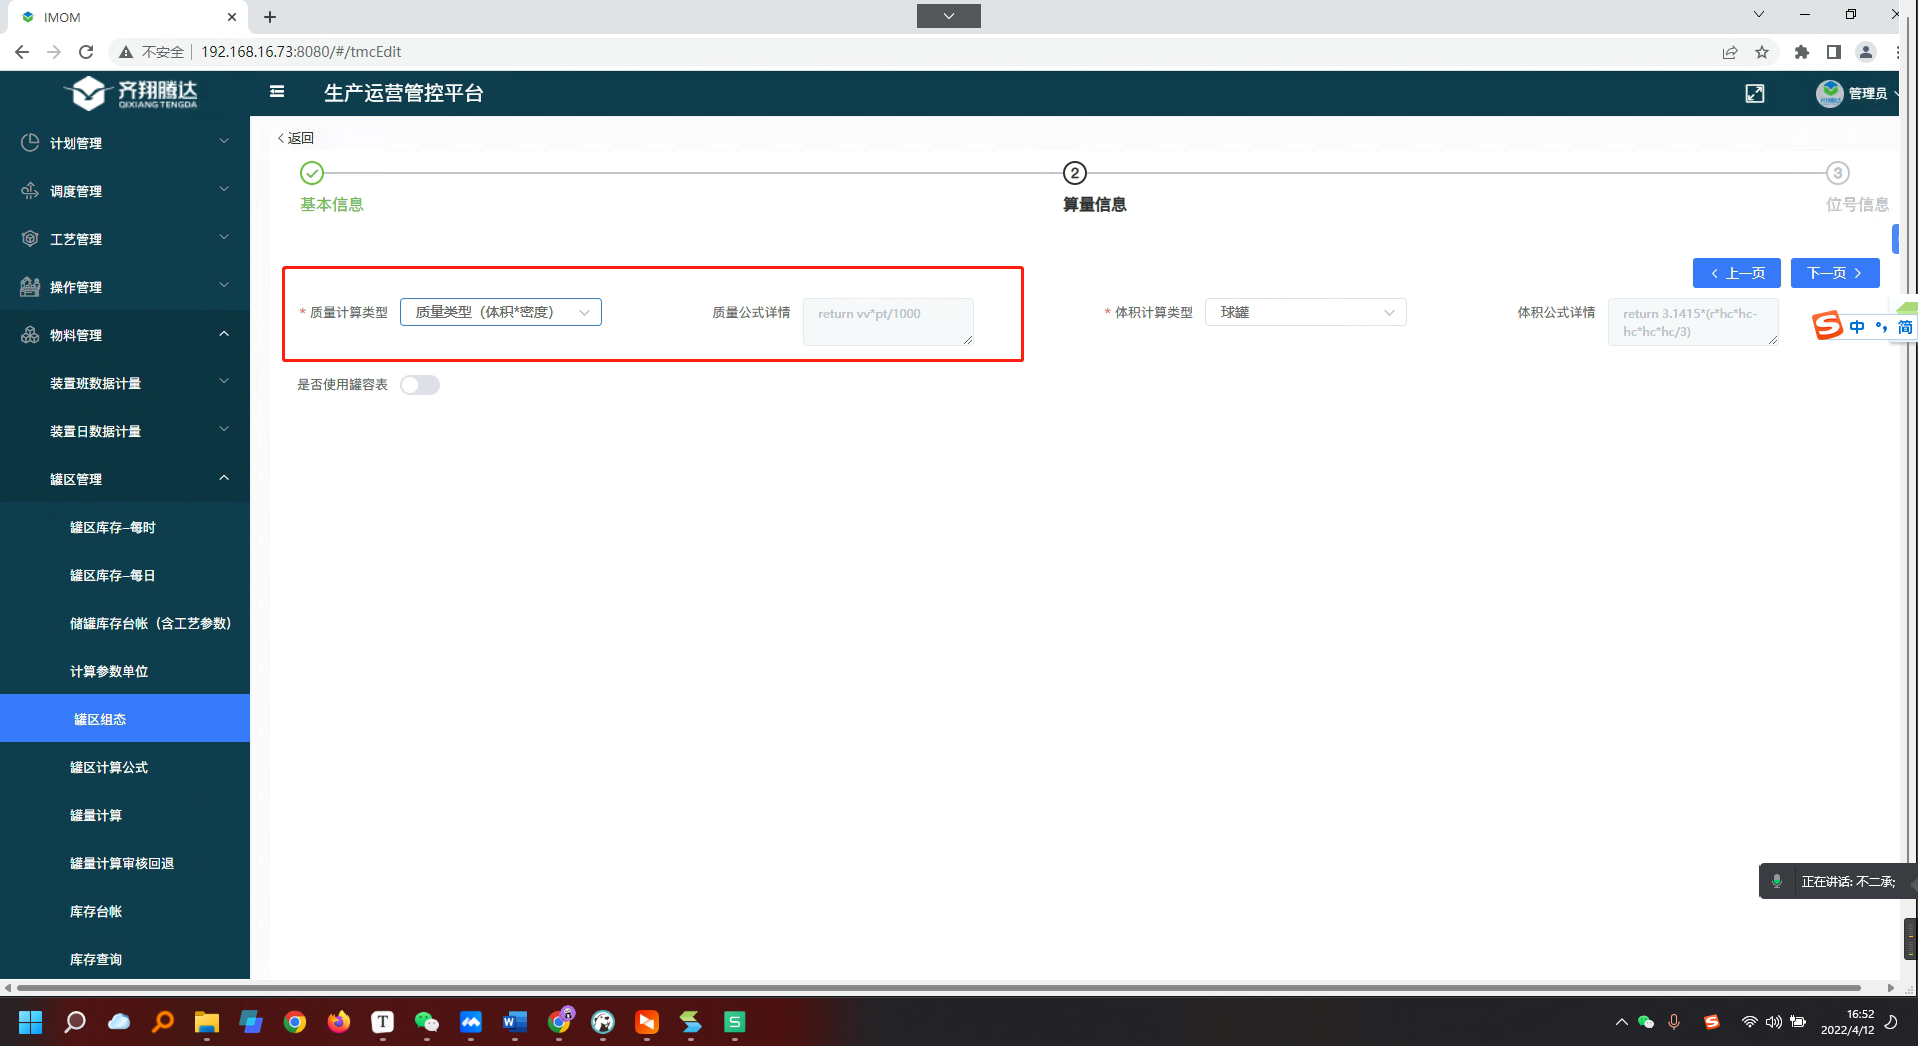 IMOM
不安全
192.168.16.73:8080/#/tmcEdit
齐翔腾达
QIXIANG TENGDA
生产运营管控平台
管理员
计划管理
调度管理
工艺管理
操作管理
物料管理
装置班数据计量
装置日数据计量
罐区管理
罐区库存-每时
罐区库存-每日
储罐库存台帐（含工艺参数）
计算参数单位
罐区组态
罐区计算公式
罐量计算
罐量计算审核回退
库存台帐
库存查询
返回
2
3
基本信息
算量信息
位号信息
上一页
下一页
* 质量计算类型
质量类型（体积*密度）
质量公式详情
return vv*pt/1000
* 体积计算类型
球罐
体积公式详情
return 3.1415*(r*hc*hc-
hc*hc*hc/3)
是否使用罐容表
S 中 °, 简
正在讲话: 不二承;
16:52
2022/4/12